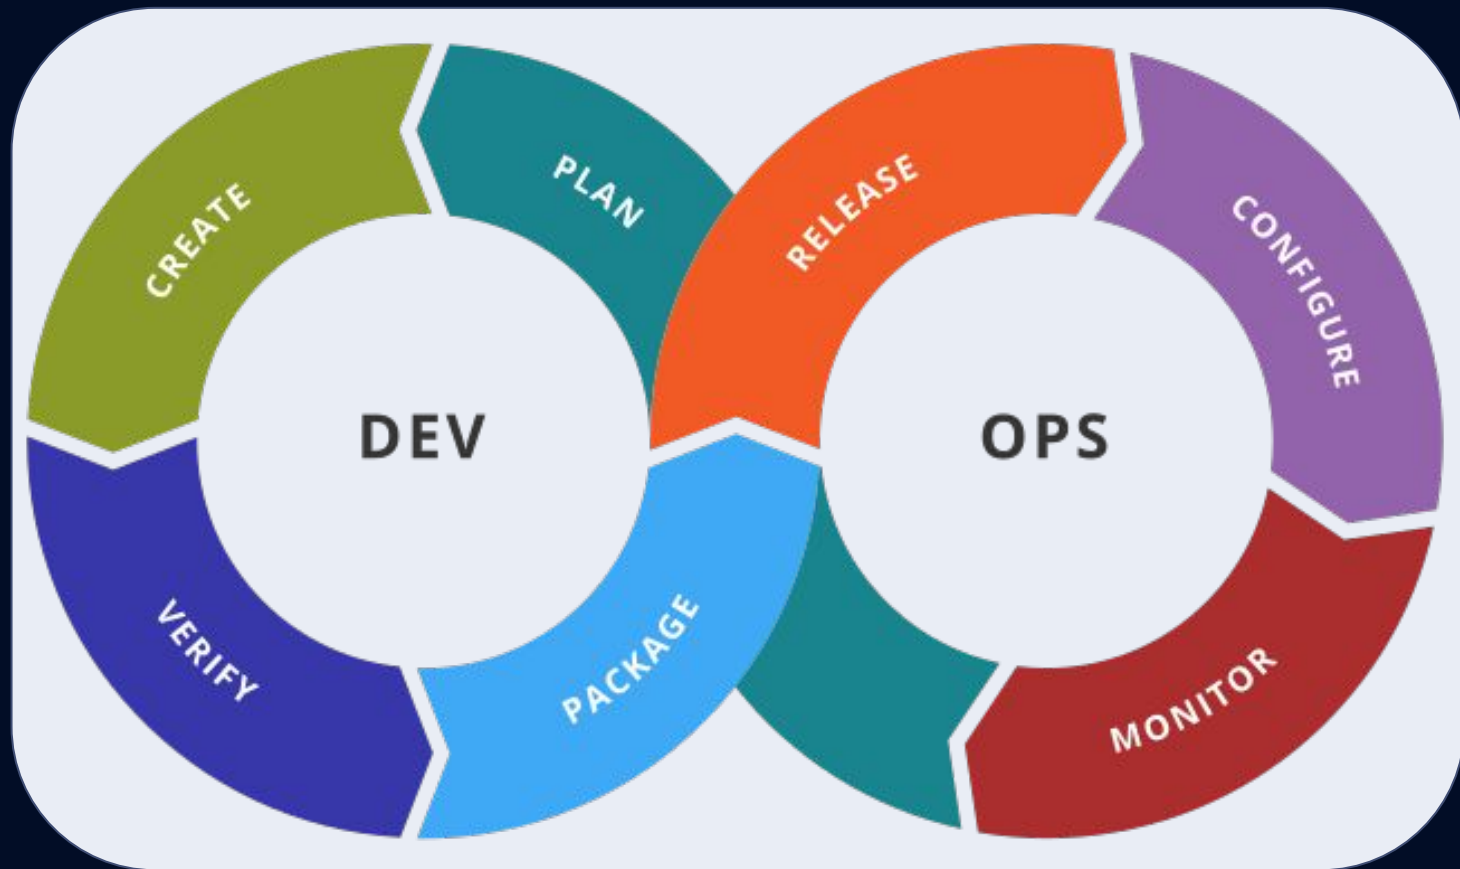 PLAN
CREATE
VERIFY
PACKAGE
RELEASE
CONFIGURE
MONITOR
DEV
OPS